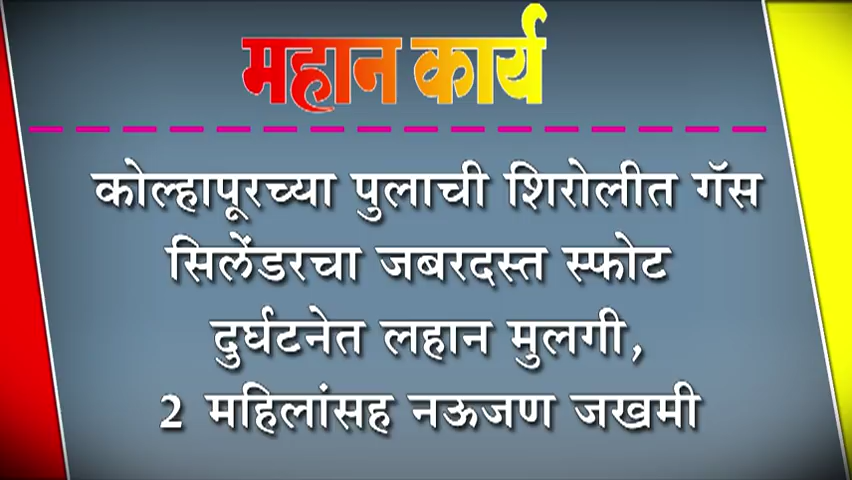 महान कार्य
कोल्हापूरच्या पुलाची शिरोलीत गॅस
सिलेंडरचा जबरदस्त स्फोट
दुर्घटनेत लहान मुलगी,
2 महिलांसह नऊजण जखमी